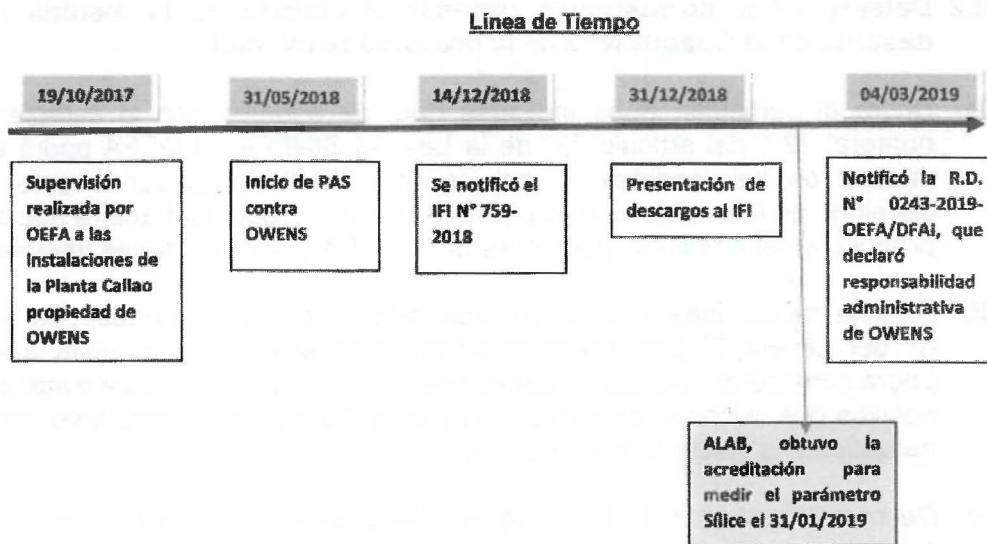 Línea de Tiempo
19/10/2017
31/05/2018
14/12/2018
31/12/2018
04/03/2019
Supervisión
realizada por
OEFA a las
Instalaciones de
la Planta Callao
propiedad de
OWENS
Inicio de PAS
contra
OWENS
Se notificó el
IFI N° 759-
2018
Presentación de
descargos al IFI
Notificó la R.D.
N° 0243-2019-
OEFA/DFAI, que
declaró
responsabilidad
administrativa
de OWENS
ALAB, obtuvo la
acreditación para
medir el parámetro
Sílice el 31/01/2019